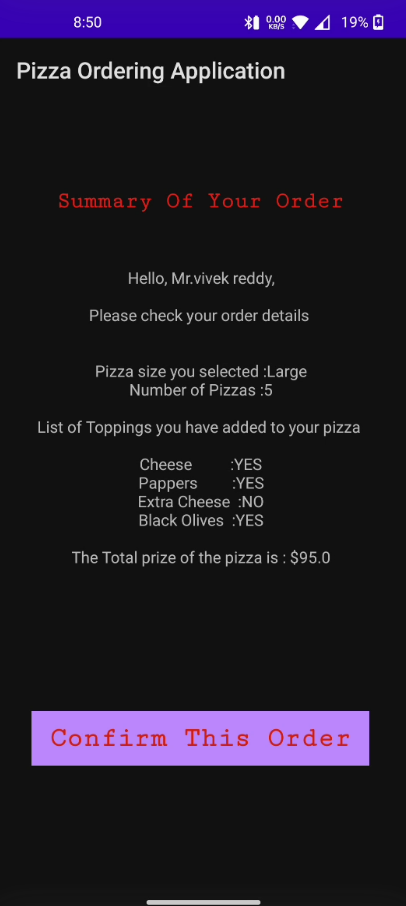 8:50
0.00
KB/S
19%
Pizza Ordering Application
Summary Of Your Order
Hello, Mr.vivek reddy,
Please check your order details
Pizza size you selected :Large
Number of Pizzas :5
List of Toppings you have added to your pizza
Cheese :YES
Pappers :YES
Extra Cheese :NO
Black Olives :YES
The Total prize of the pizza is : $95.0
Confirm This Order